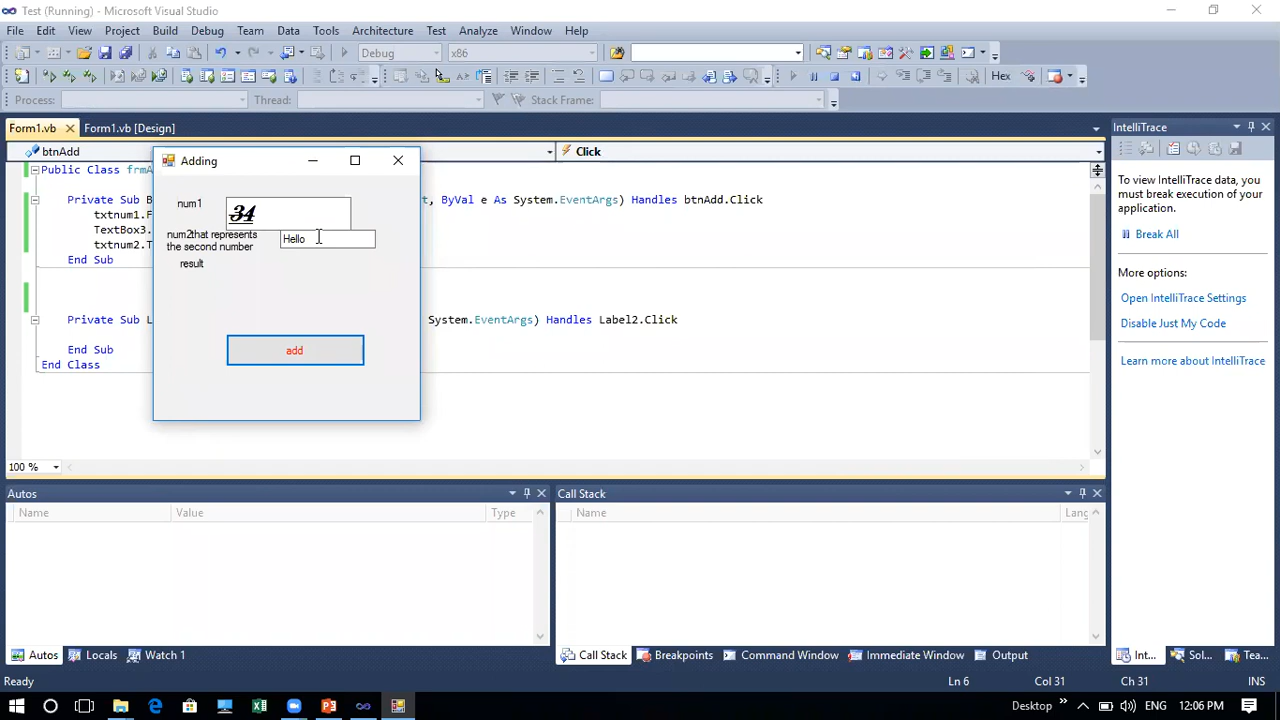 Test (Running) - Microsoft Visual Studio
File Edit View Project Build Debug Team Data Tools Architecture Test Analyze Window Help
Debug x86
Hex
Process: Thread: Stack Frame:
Form1.vb Form1.vb [Design] IntelliTrace
btnAdd Click
Adding
Public Class
Private Sub , ByVal e As System.EventArgs) Handles btnAdd.Click
txtnum1.F
TextBox3.
txtnum2.T
End Sub
num1 34
num2that represents
the second number
Hello
result
add
Private Sub System.EventArgs) Handles Label2.Click
End Sub
End Class
To view IntelliTrace data, you
must break execution of your
application.
Break All
More options:
Open IntelliTrace Settings
Disable Just My Code
Learn more about IntelliTrace
100 %
Autos Call Stack
Name Value Type Name Lang
Autos Locals Watch 1 Call Stack Breakpoints Command Window Immediate Window Output Int... Sol... Tea...
Ready Ln 6 Col 31 Ch 31 INS
Desktop ENG 12:06 PM